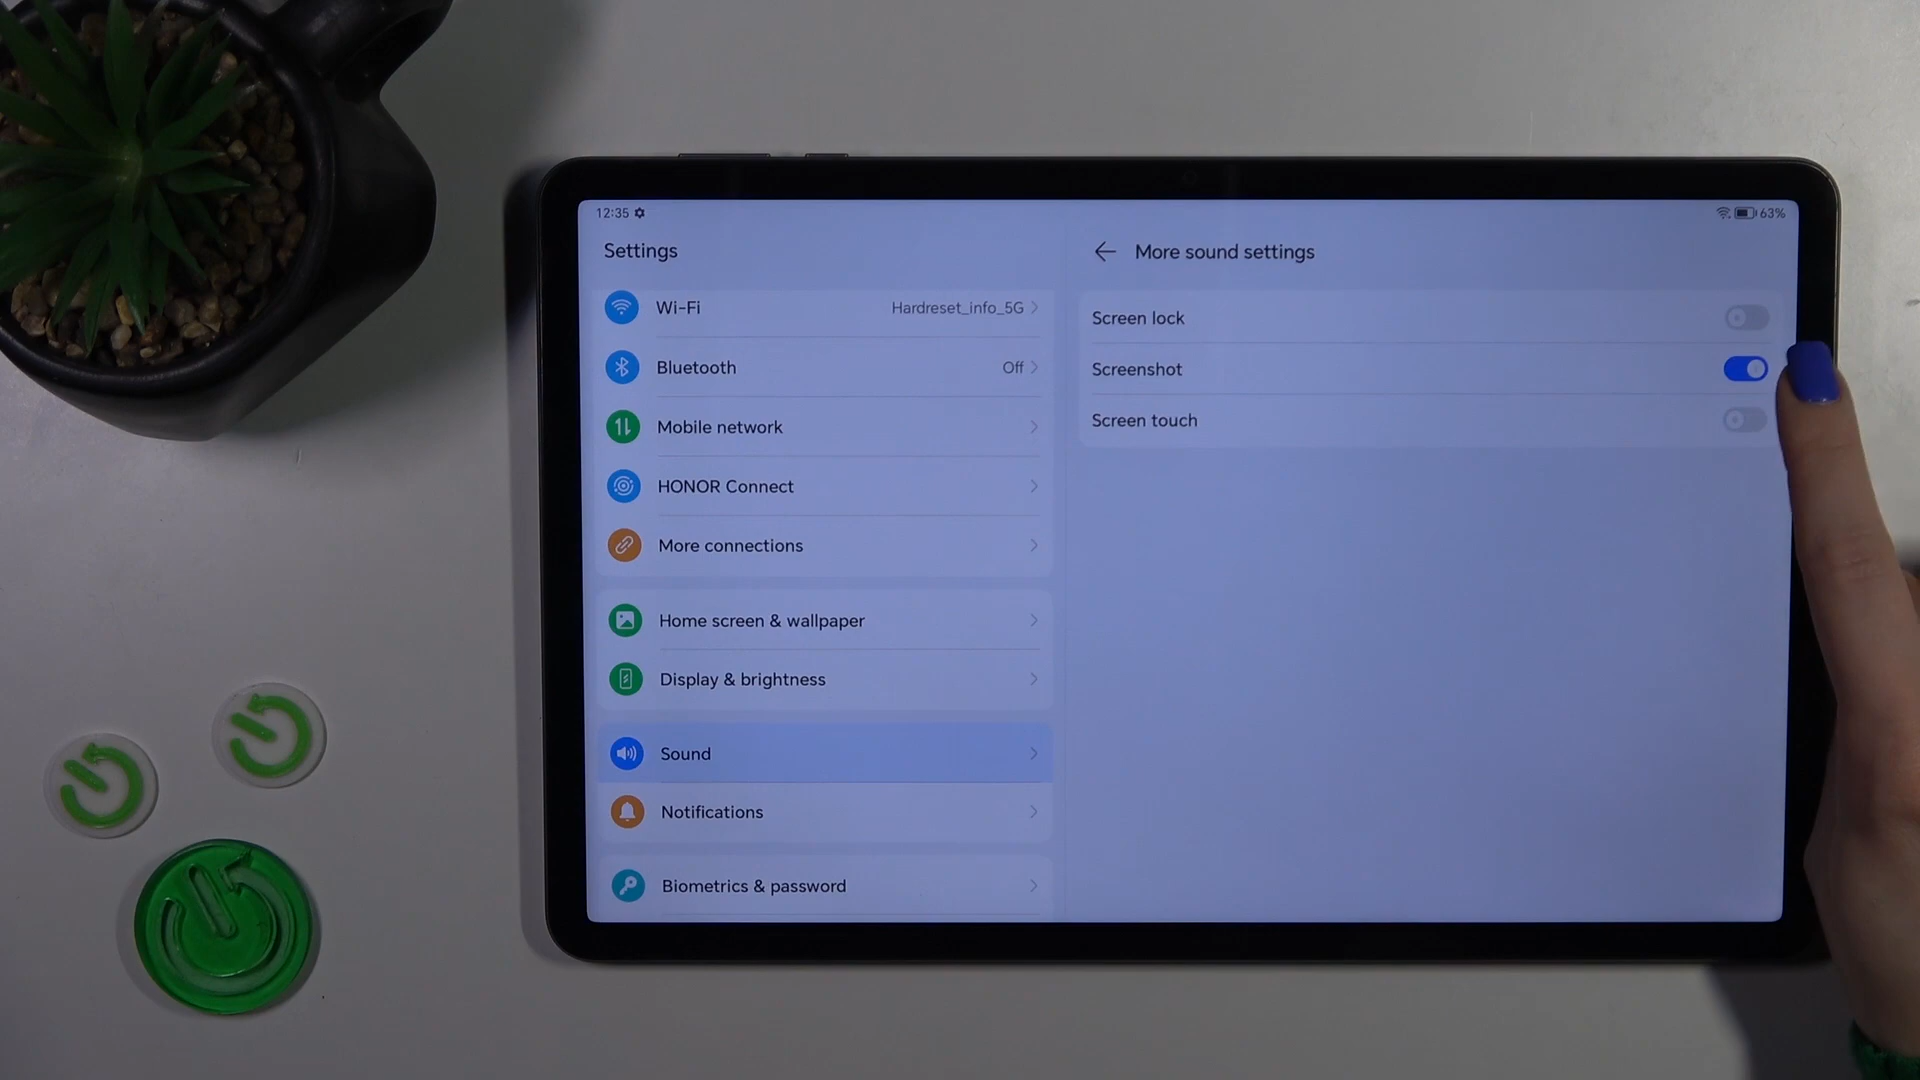 12:35
63%
Settings
Wi-Fi
Hardreset_info_5G
Bluetooth
Off
Mobile network
HONOR Connect
More connections
Home screen & wallpaper
Display & brightness
Sound
Notifications
Biometrics & password
More sound settings
Screen lock
Screenshot
Screen touch